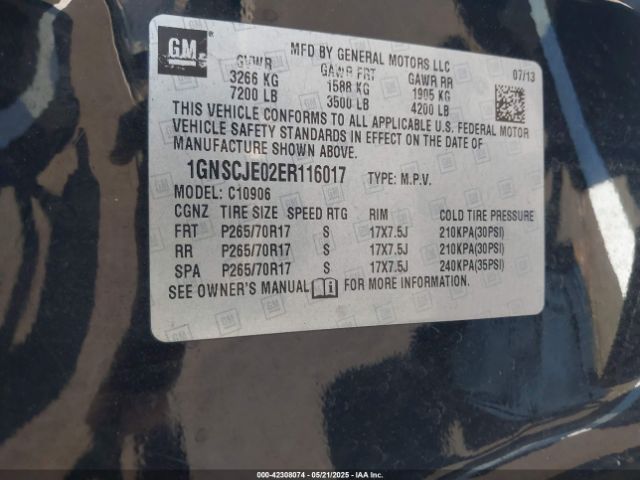 GM
MFD BY GENERAL MOTORS LLC
07/13
GVWR GAWR FRT GAWR RR
3266 KG 1588 KG 1905 KG
7200 LB 3500 LB 4200 LB
THIS VEHICLE CONFORMS TO ALL APPLICABLE U.S. FEDERAL MOTOR
VEHICLE SAFETY STANDARDS IN EFFECT ON THE DATE OF
MANUFACTURE SHOWN ABOVE.
1GNSCJE02ER116017 TYPE: M.P.V.
MODEL: C10906
CGNZ TIRE SIZE SPEED RTG RIM COLD TIRE PRESSURE
FRT P265/70R17 S 17X7.5J 210KPA(30PSI)
RR P265/70R17 S 17X7.5J 210KPA(30PSI)
SPA P265/70R17 S 17X7.5J 240KPA(35PSI)
SEE OWNER'S MANUAL FOR MORE INFORMATION.
000-42308074 - 05/21/2025 - IAAI.COM